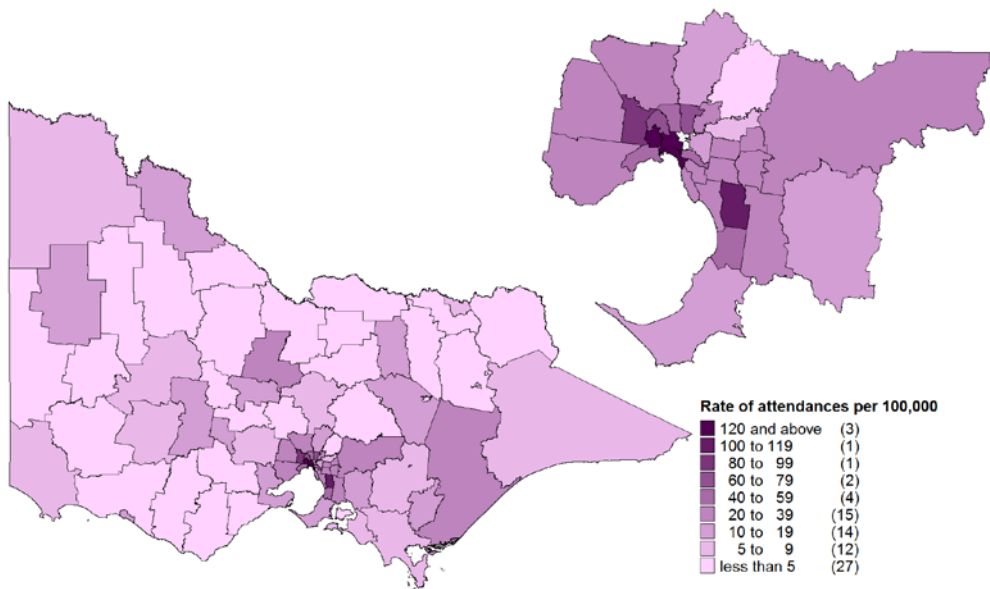 Rate of attendances per 100,000
120 and above (3)
100 to 119 (1)
80 to 99 (1)
60 to 79 (2)
40 to 59 (4)
20 to 39 (15)
10 to 19 (14)
5 to 9 (12)
less than 5 (27)